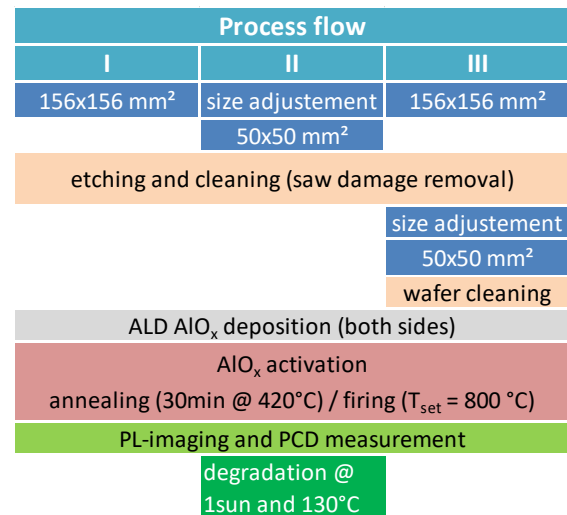 Process flow
I II III
156x156 mm² size adjustement 156x156 mm²
50x50 mm²
etching and cleaning (saw damage removal)
size adjustement
50x50 mm²
wafer cleaning
ALD AlOₓ deposition (both sides)
AlOₓ activation
annealing (30min @ 420°C) / firing (Tset = 800 °C)
PL-imaging and PCD measurement
degradation @
1sun and 130°C